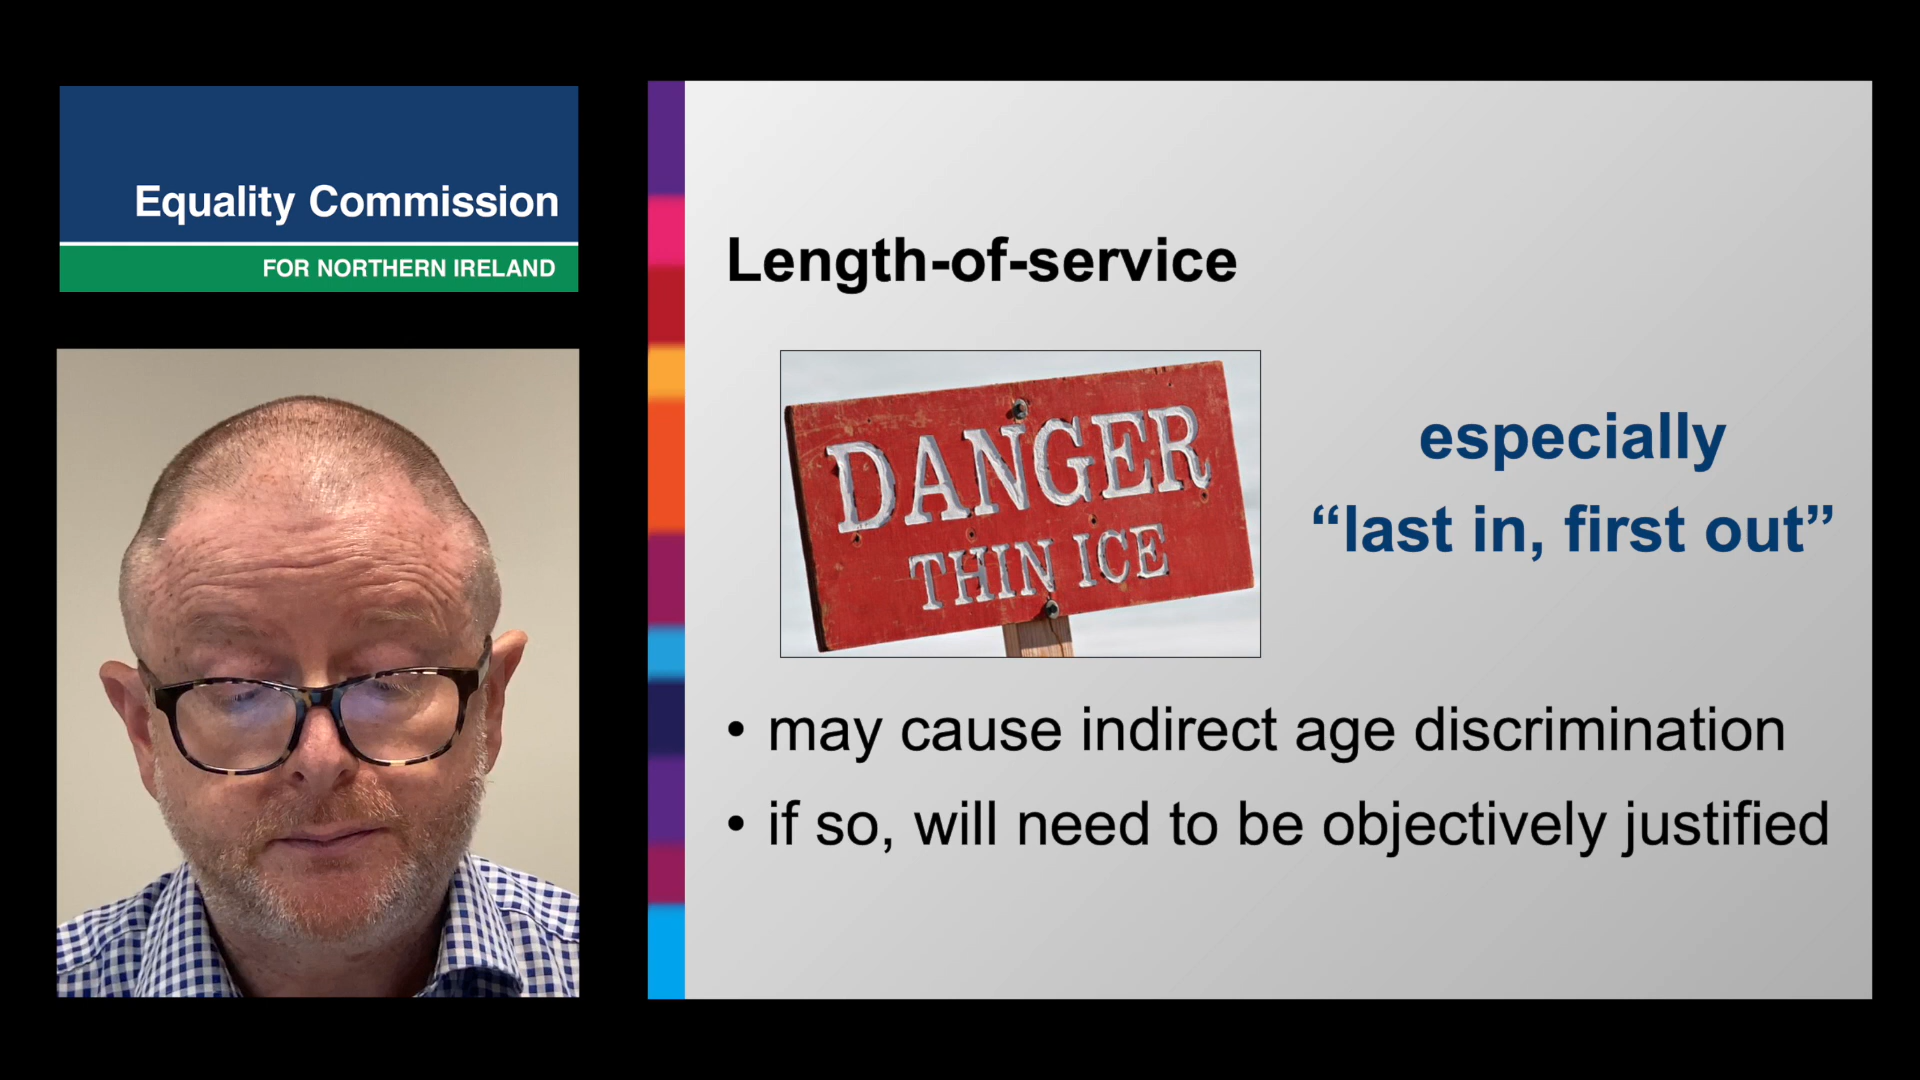 Equality Commission
FOR NORTHERN IRELAND
Length-of-service
DANGER
THIN ICE
especially
“last in, first out”
• may cause indirect age discrimination
• if so, will need to be objectively justified